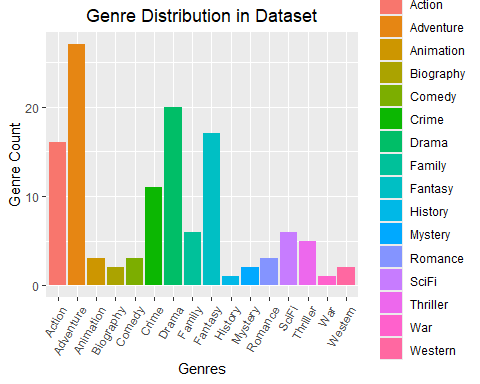 Genre Distribution in Dataset
Genre Count
20
10
0
Action
Adventure
Animation
Biography
Comedy
Crime
Drama
Family
Fantasy
History
Mystery
Romance
SciFi
Thriller
War
Western
Genres
Action
Adventure
Animation
Biography
Comedy
Crime
Drama
Family
Fantasy
History
Mystery
Romance
SciFi
Thriller
War
Western